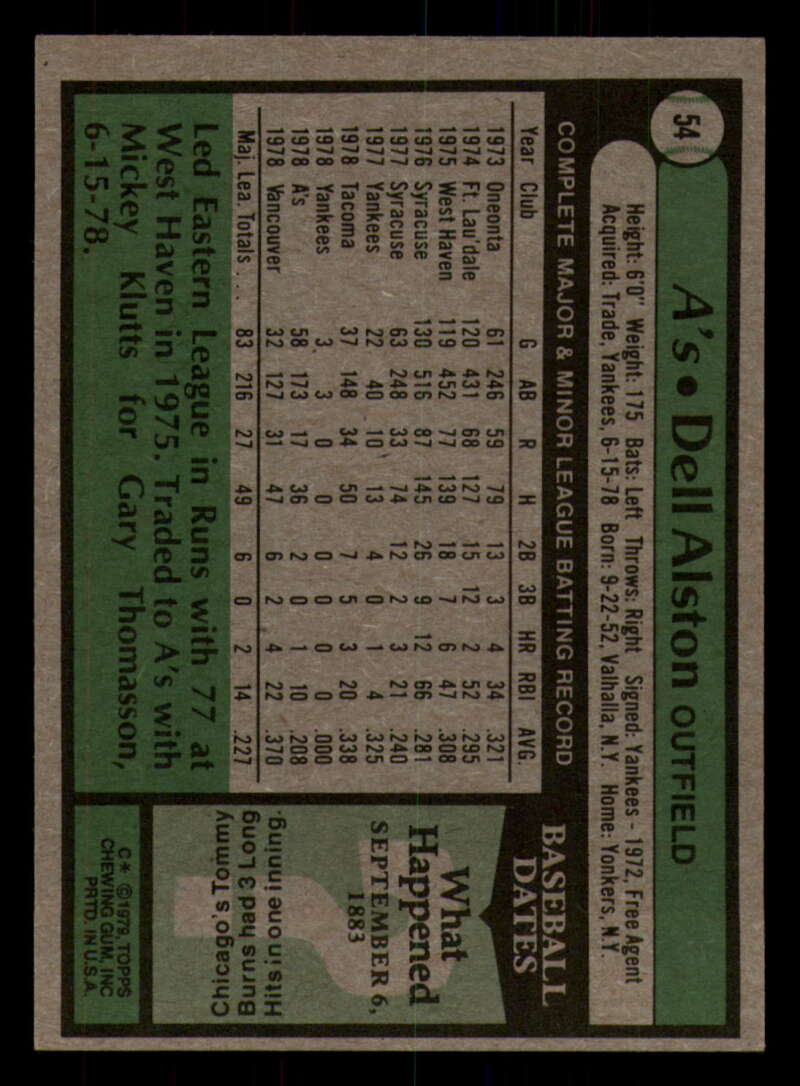 54
A's • Dell Alston OUTFIELD
Height: 6'0" Weight: 175 Bats: Left Throws: Right Signed: Yankees - 1972, Free Agent
Acquired: Trade, Yankees, 6-15-78 Born: 9-22-52, Valhalla, N.Y. Home: Yonkers, N.Y.
COMPLETE MAJOR & MINOR LEAGUE BATTING RECORD
Year Club G AB R H 2B 3B HR RBI AVG.
1973 Oneonta 61 246 59 79 13 3 4 34 .321
1974 Ft. Lau'dale 120 431 68 127 15 12 2 52 .295
1975 West Haven 119 452 77 139 18 7 6 47 .308
1976 Syracuse 130 516 87 145 26 9 12 66 .281
1977 Syracuse 63 248 33 74 12 2 3 21 .240
1977 Yankees 22 40 10 13 4 0 1 4 .325
1978 Tacoma 37 148 34 50 7 5 3 20 .338
1978 Yankees 3 3 0 0 0 0 0 0 .000
1978 A's 58 173 17 36 2 0 1 10 .208
1978 Vancouver 32 127 31 47 6 2 4 22 .370
Maj. Lea. Totals . . . 83 216 27 49 6 0 2 14 .227
Led Eastern League in Runs with 77 at
West Haven in 1975. Traded to A's with
Mickey Klutts for Gary Thomasson,
6-15-78.
BASEBALL
DATES
What
Happened
SEPTEMBER 6,
1883
Chicago's Tommy
Burns had 3 Long
Hits in one inning.
C* ©1979, TOPPS
CHEWING GUM, INC
PRTD. IN U.S.A.